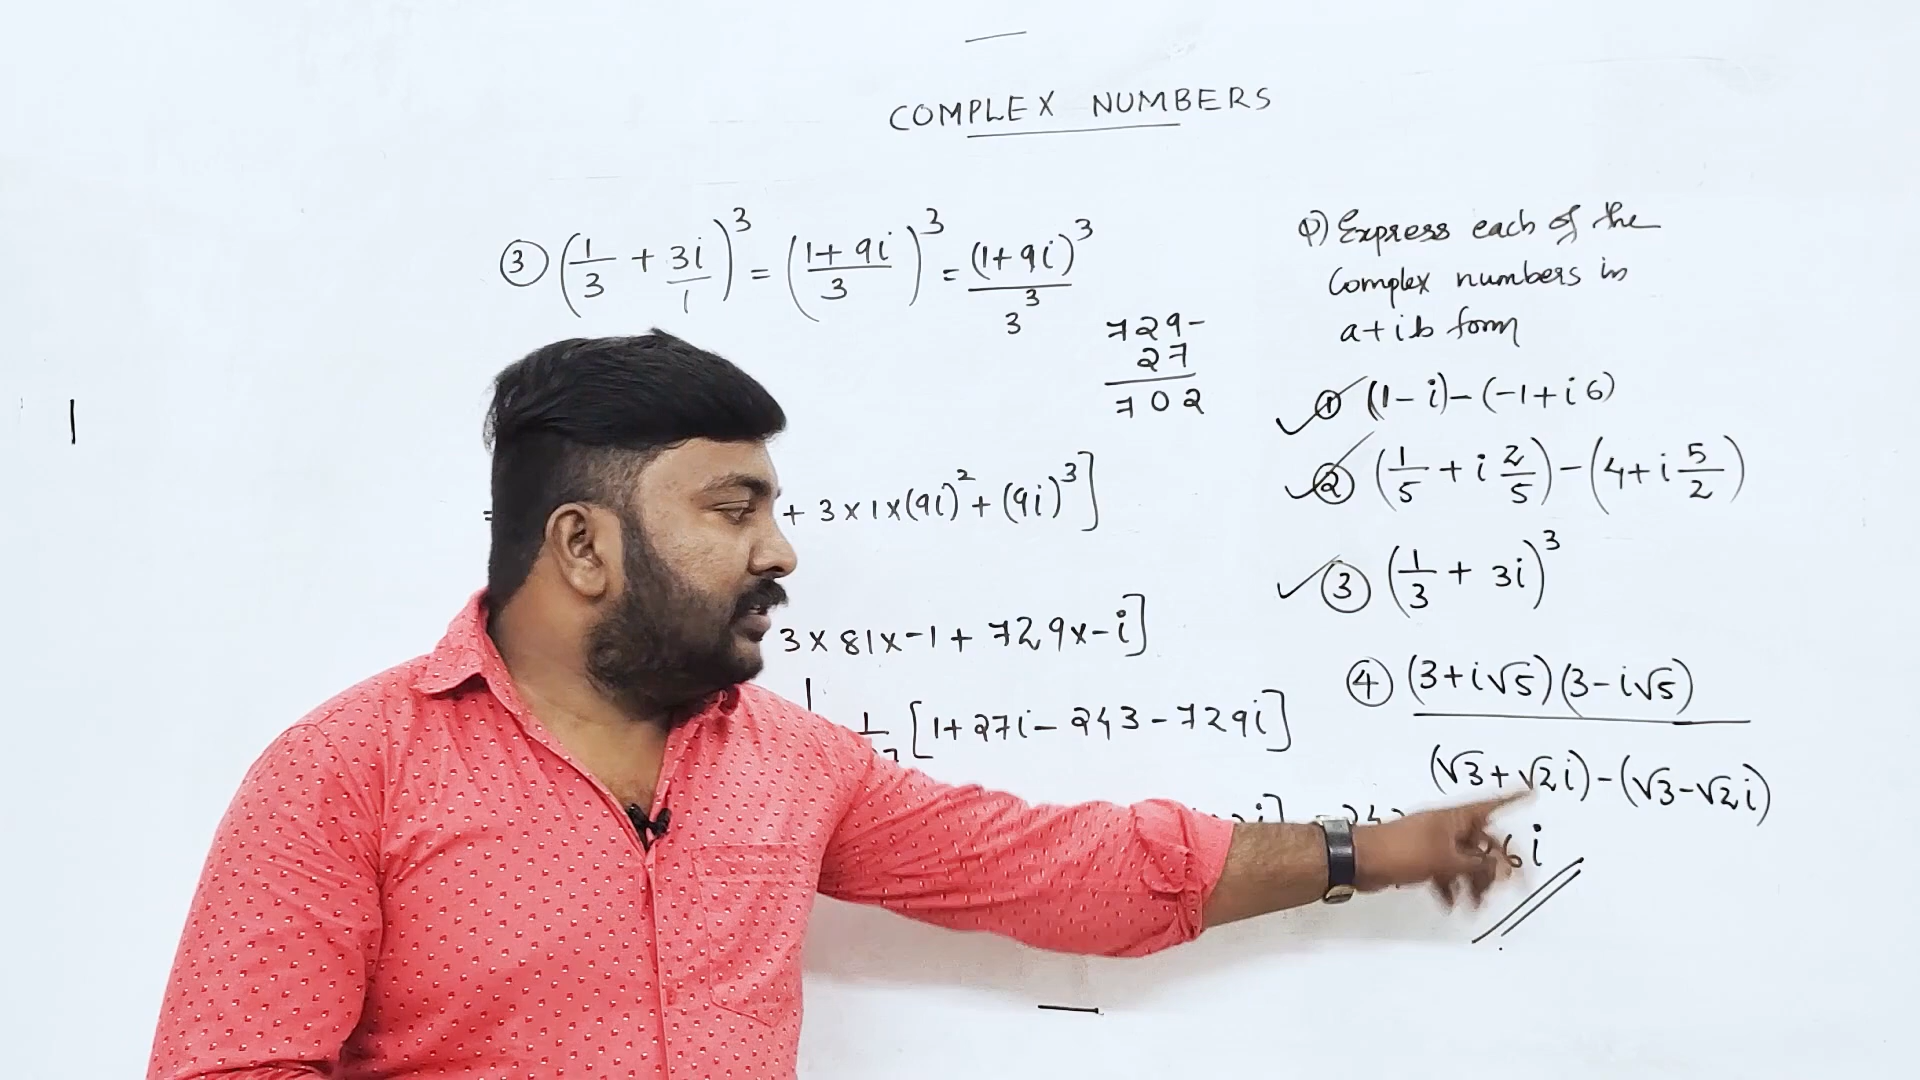 COMPLEX NUMBERS
③ (1/3 + 3i/1)³ = ((1+9i)/3)³ = (1+9i)³/3³
729-
27
702
= + 3×1×(9i)²+(9i)³]
3×81×-1+729×-i]
1/ [1+27i-243-729i]
i]
6i
Q) Express each of the
Complex numbers in
a+ib form
① (1-i)-(-1+i6)
② (1/5+i 2/5)-(4+i 5/2)
③ (1/3 + 3i)³
④ (3+i√5)(3-i√5)
(√3+√2i)-(√3-√2i)